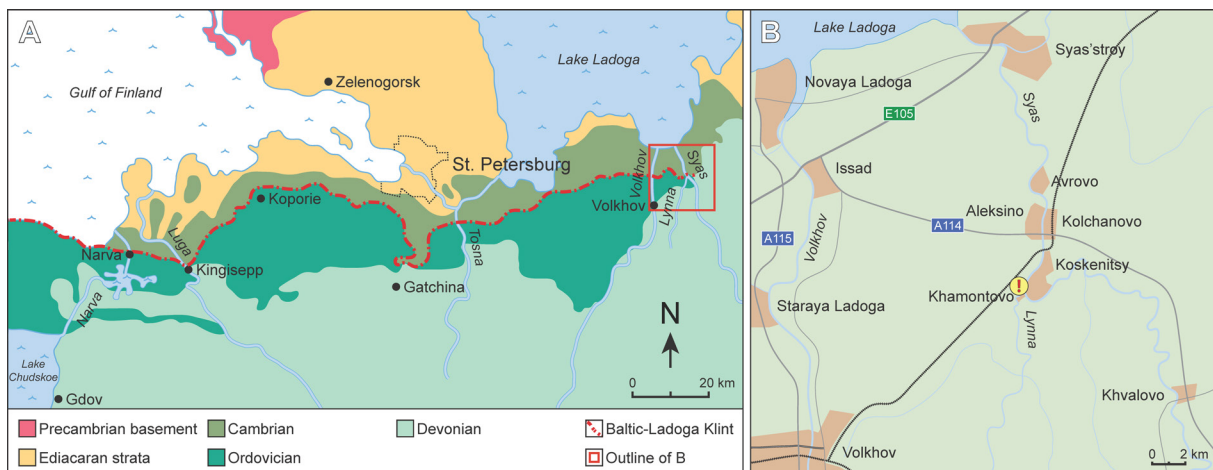 A
Gulf of Finland
Zelenogorsk
Lake Ladoga
St. Petersburg
Volkhov
Syas
Koporie
Volkhov
Lynna
Luga
Tosna
Narva
Kingisepp
Gatchina
Narva
N
Lake
Chudskoe
0 20 km
Gdov
Precambrian basement
Cambrian
Devonian
Baltic-Ladoga Klint
Ediacaran strata
Ordovician
Outline of B
B
Lake Ladoga
Syas'stroy
Novaya Ladoga
Syas
E105
Issad
Avrovo
Aleksino
Kolchanovo
A114
A115
Volkhov
Koskenitsy
Khamontovo
!
Staraya Ladoga
Lynna
Khvalovo
Volkhov
0 2 km